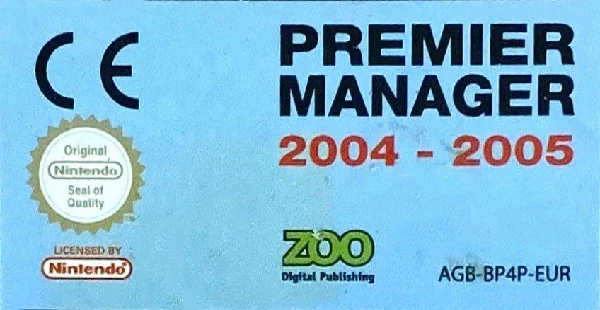 CE
PREMIER
MANAGER
2004 - 2005
Original
Nintendo
Seal of
Quality
LICENSED BY
Nintendo
ZOO
Digital Publishing
AGB-BP4P-EUR